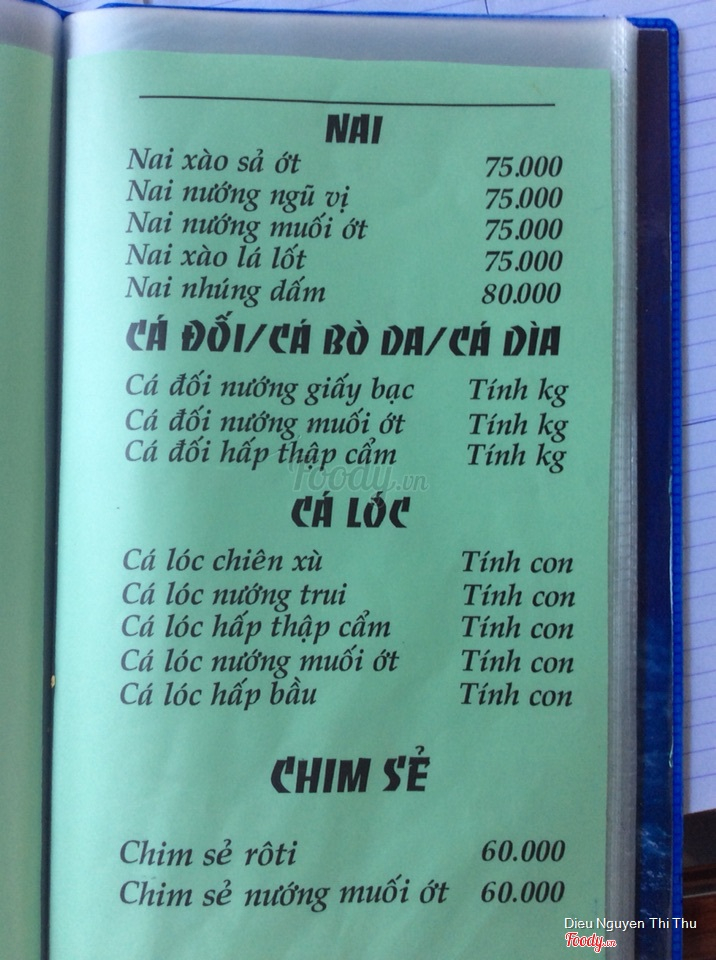 NAI
Nai xào sả ớt 75.000
Nai nướng ngũ vị 75.000
Nai nướng muối ớt 75.000
Nai xào lá lốt 75.000
Nai nhúng dấm 80.000
CÁ ĐỐI/CÁ BÒ DA/CÁ DÌA
Cá đối nướng giấy bạc Tính kg
Cá đối nướng muối ớt Tính kg
Cá đối hấp thập cẩm Tính kg
Foody.vn
CÁ LÓC
Cá lóc chiên xù Tính con
Cá lóc nướng trui Tính con
Cá lóc hấp thập cẩm Tính con
Cá lóc nướng muối ớt Tính con
Cá lóc hấp bầu Tính con
CHIM SẺ
Chim sẻ rôti 60.000
Chim sẻ nướng muối ớt 60.000
Dieu Nguyen Thi Thu
Foody.vn